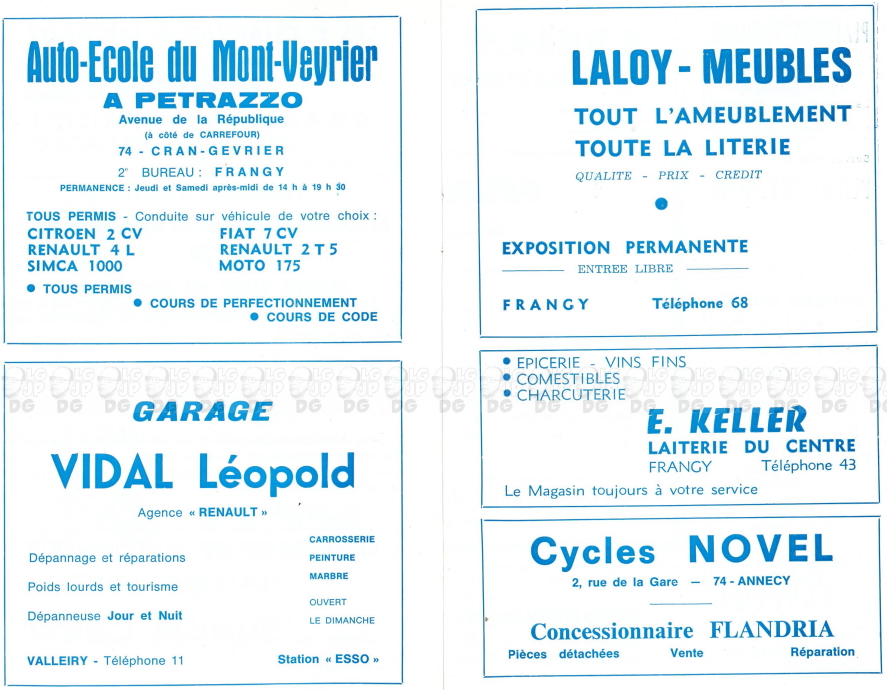 Auto-Ecole du Mont-Veyrier
A PETRAZZO
Avenue de la République
(à côté de CARREFOUR)
74 - CRAN-GEVRIER
2e BUREAU : FRANGY
PERMANENCE : Jeudi et Samedi après-midi de 14 h à 19 h 30
TOUS PERMIS - Conduite sur véhicule de votre choix :
CITROEN 2 CV FIAT 7 CV
RENAULT 4 L RENAULT 2 T 5
SIMCA 1000 MOTO 175
● TOUS PERMIS
● COURS DE PERFECTIONNEMENT
● COURS DE CODE
GARAGE
VIDAL Léopold
Agence « RENAULT »
Dépannage et réparations
Poids lourds et tourisme
Dépanneuse Jour et Nuit
CARROSSERIE
PEINTURE
MARBRE
OUVERT
LE DIMANCHE
VALLEIRY - Téléphone 11 Station « ESSO »
LALOY - MEUBLES
TOUT L'AMEUBLEMENT
TOUTE LA LITERIE
QUALITE - PRIX - CREDIT
EXPOSITION PERMANENTE
ENTREE LIBRE
FRANGY Téléphone 68
● EPICERIE - VINS FINS
● COMESTIBLES
● CHARCUTERIE
E. KELLER
LAITERIE DU CENTRE
FRANGY Téléphone 43
Le Magasin toujours à votre service
Cycles NOVEL
2, rue de la Gare — 74 - ANNECY
Concessionnaire FLANDRIA
Pièces détachées Vente Réparation